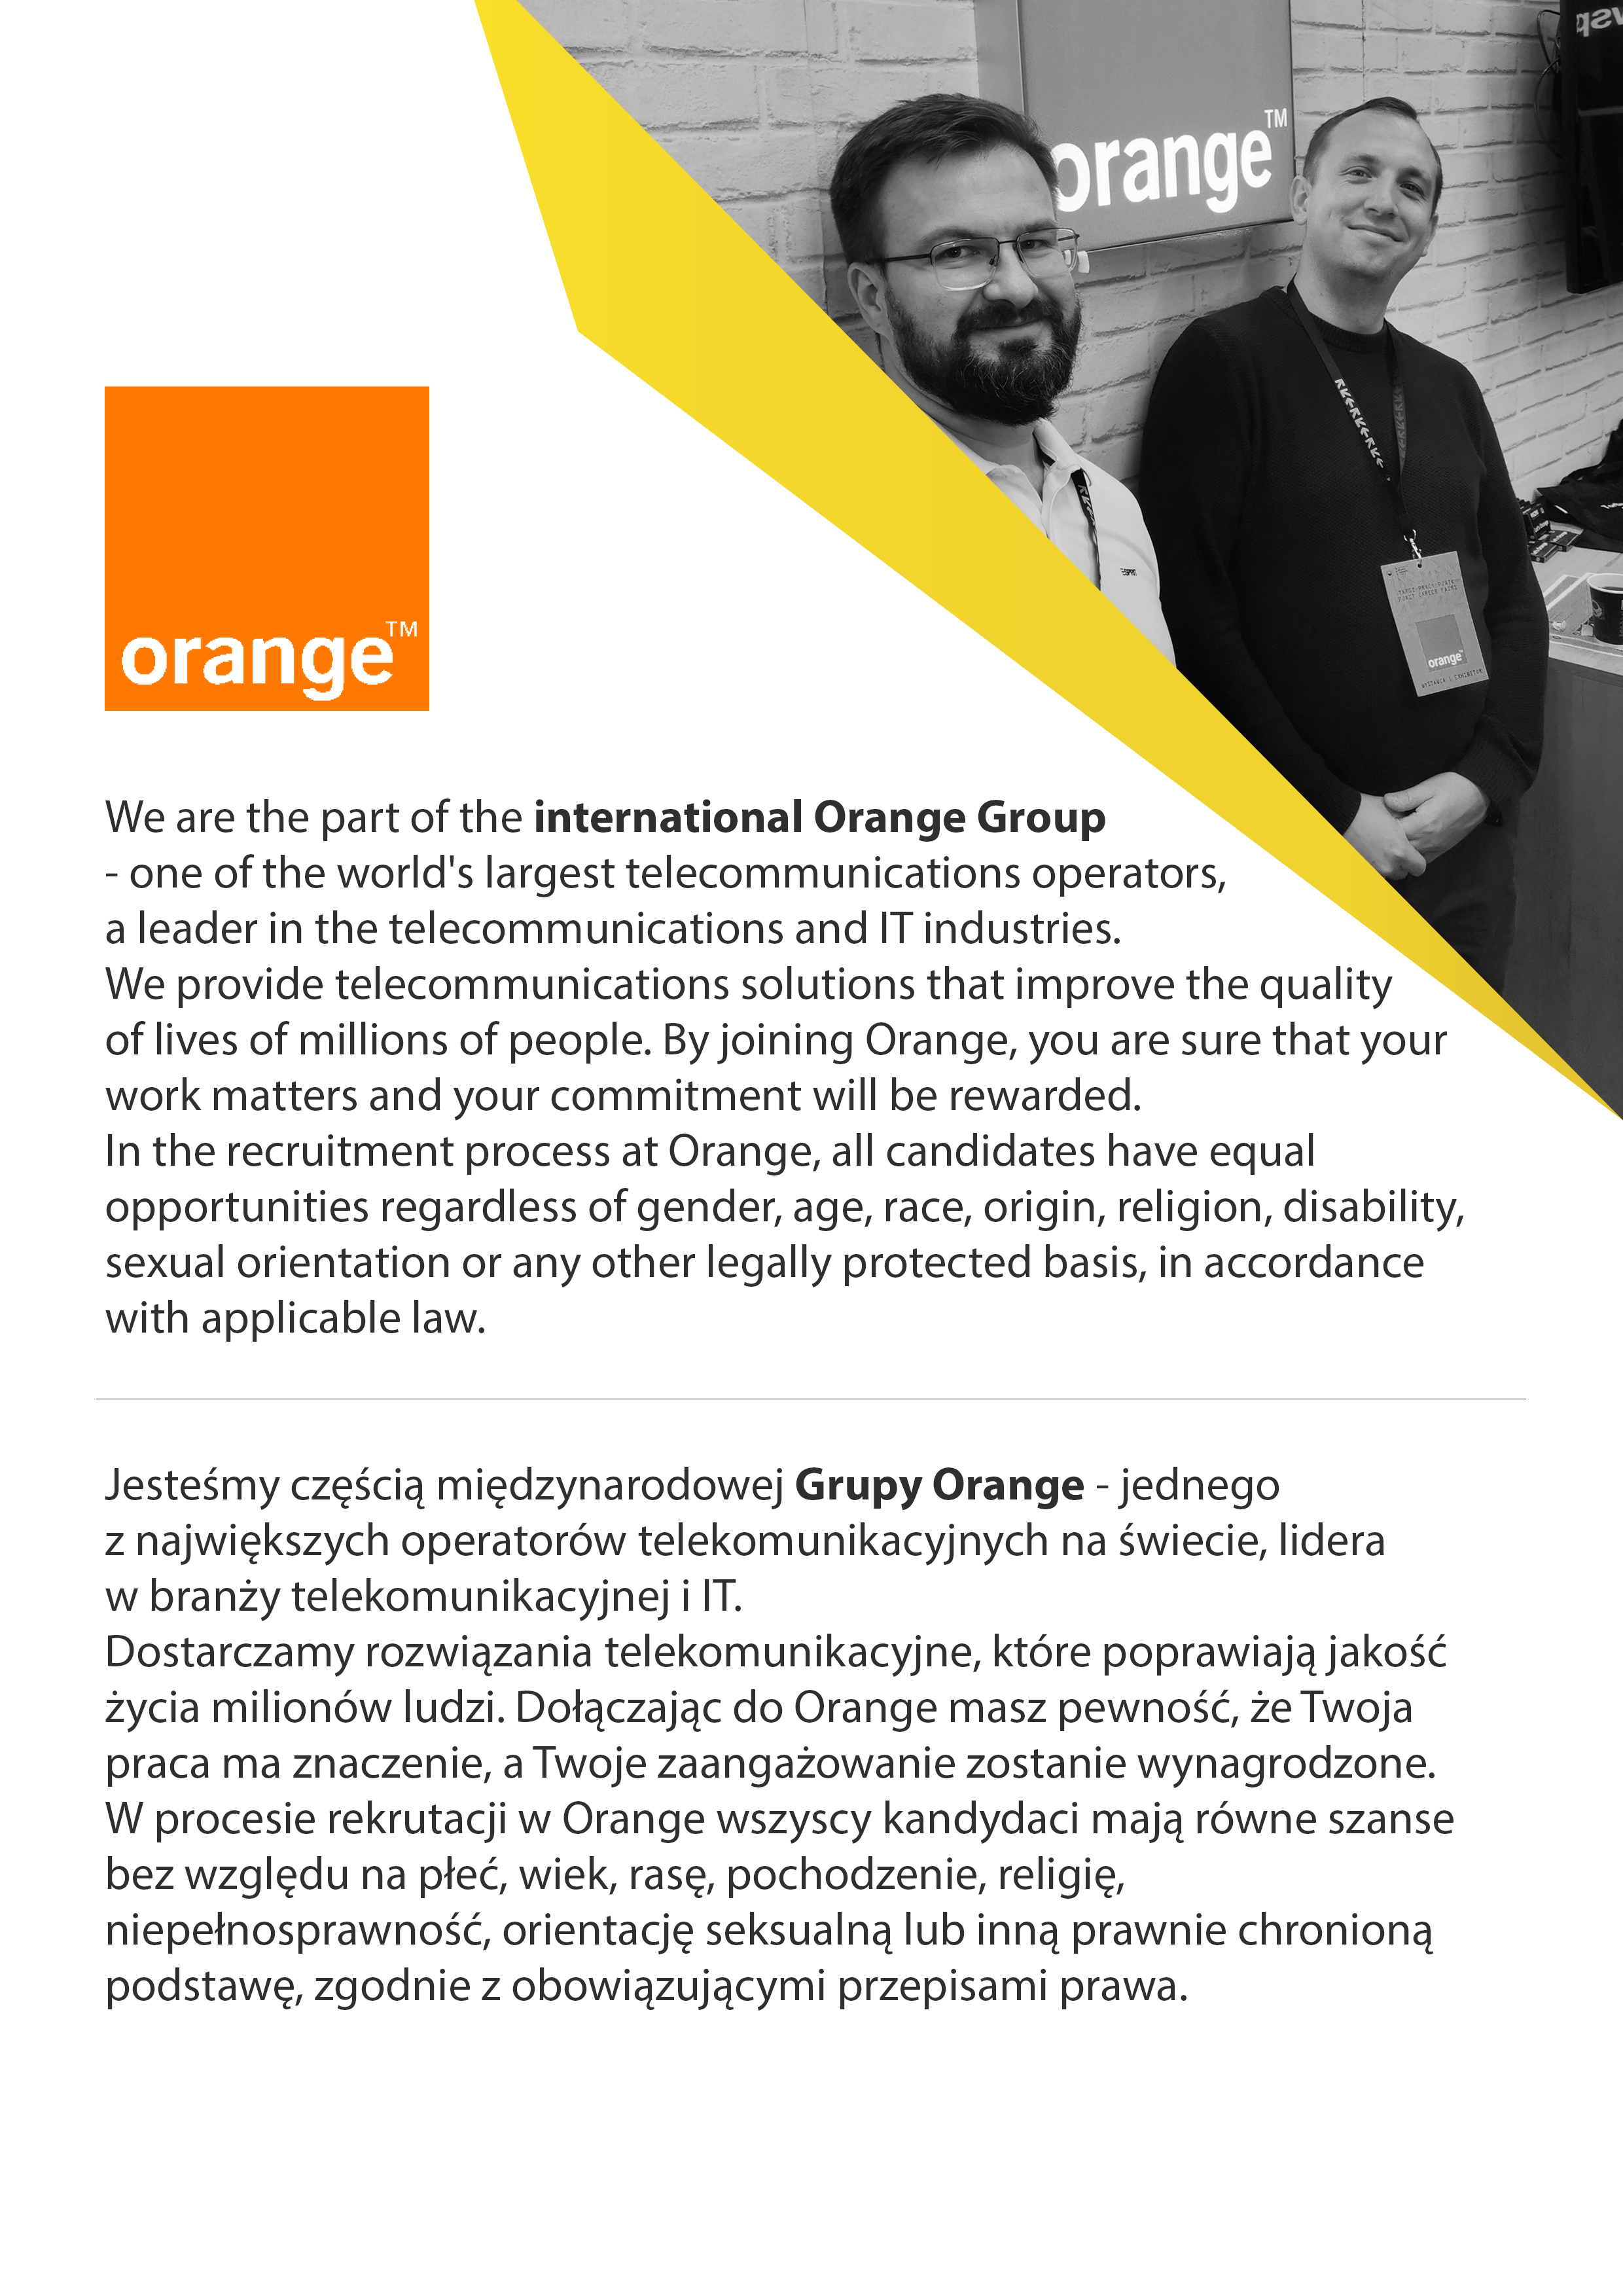 orange™
orange™
orange™
We are the part of the international Orange Group
- one of the world's largest telecommunications operators,
a leader in the telecommunications and IT industries.
We provide telecommunications solutions that improve the quality
of lives of millions of people. By joining Orange, you are sure that your
work matters and your commitment will be rewarded.
In the recruitment process at Orange, all candidates have equal
opportunities regardless of gender, age, race, origin, religion, disability,
sexual orientation or any other legally protected basis, in accordance
with applicable law.
Jesteśmy częścią międzynarodowej Grupy Orange - jednego
z największych operatorów telekomunikacyjnych na świecie, lidera
w branży telekomunikacyjnej i IT.
Dostarczamy rozwiązania telekomunikacyjne, które poprawiają jakość
życia milionów ludzi. Dołączając do Orange masz pewność, że Twoja
praca ma znaczenie, a Twoje zaangażowanie zostanie wynagrodzone.
W procesie rekrutacji w Orange wszyscy kandydaci mają równe szanse
bez względu na płeć, wiek, rasę, pochodzenie, religię,
niepełnosprawność, orientację seksualną lub inną prawnie chronioną
podstawę, zgodnie z obowiązującymi przepisami prawa.